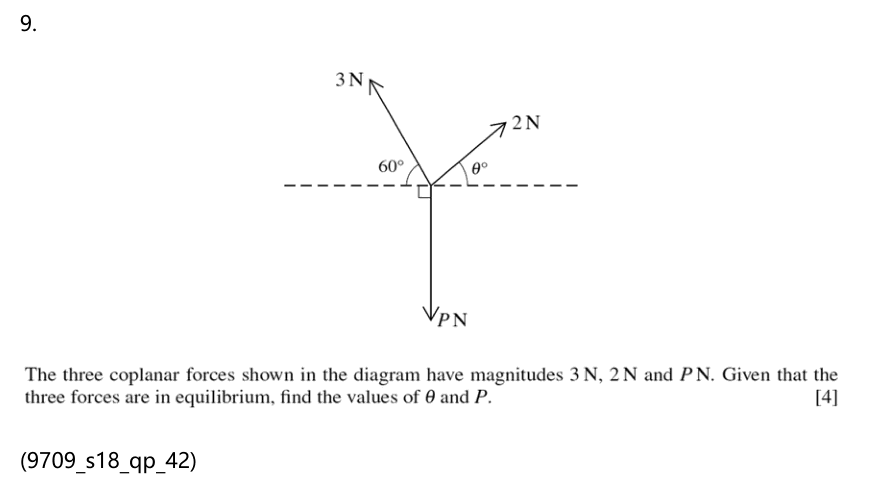 9.
3 N
2 N
60°
θ°
P N
The three coplanar forces shown in the diagram have magnitudes 3 N, 2 N and P N. Given that the
three forces are in equilibrium, find the values of θ and P. [4]
(9709_s18_qp_42)